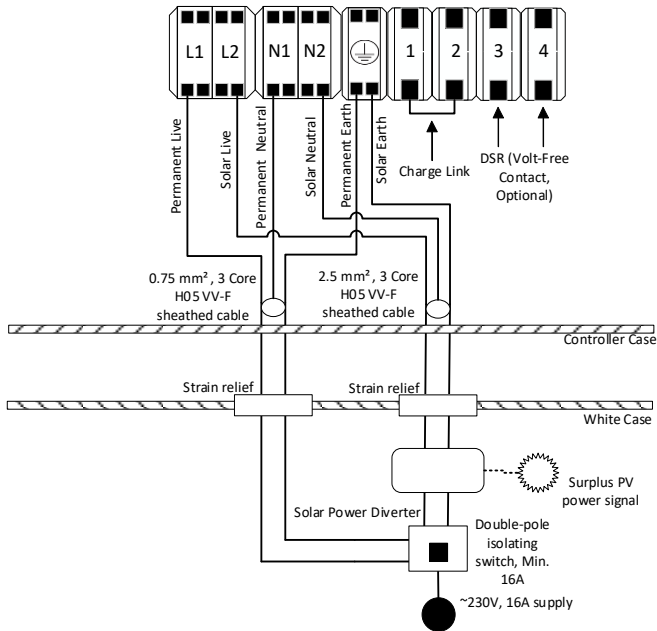 L1 L2 N1 N2 1 2 3 4
Permanent Live
Solar Live
Permanent Neutral
Solar Neutral
Permanent Earth
Solar Earth
Charge Link
DSR (Volt-Free
Contact,
Optional)
0.75 mm² , 3 Core
H05 VV-F
sheathed cable
2.5 mm² , 3 Core
H05 VV-F
sheathed cable
Controller Case
Strain relief
Strain relief
White Case
Surplus PV
power signal
Solar Power Diverter
Double-pole
isolating
switch, Min.
16A
~230V, 16A supply